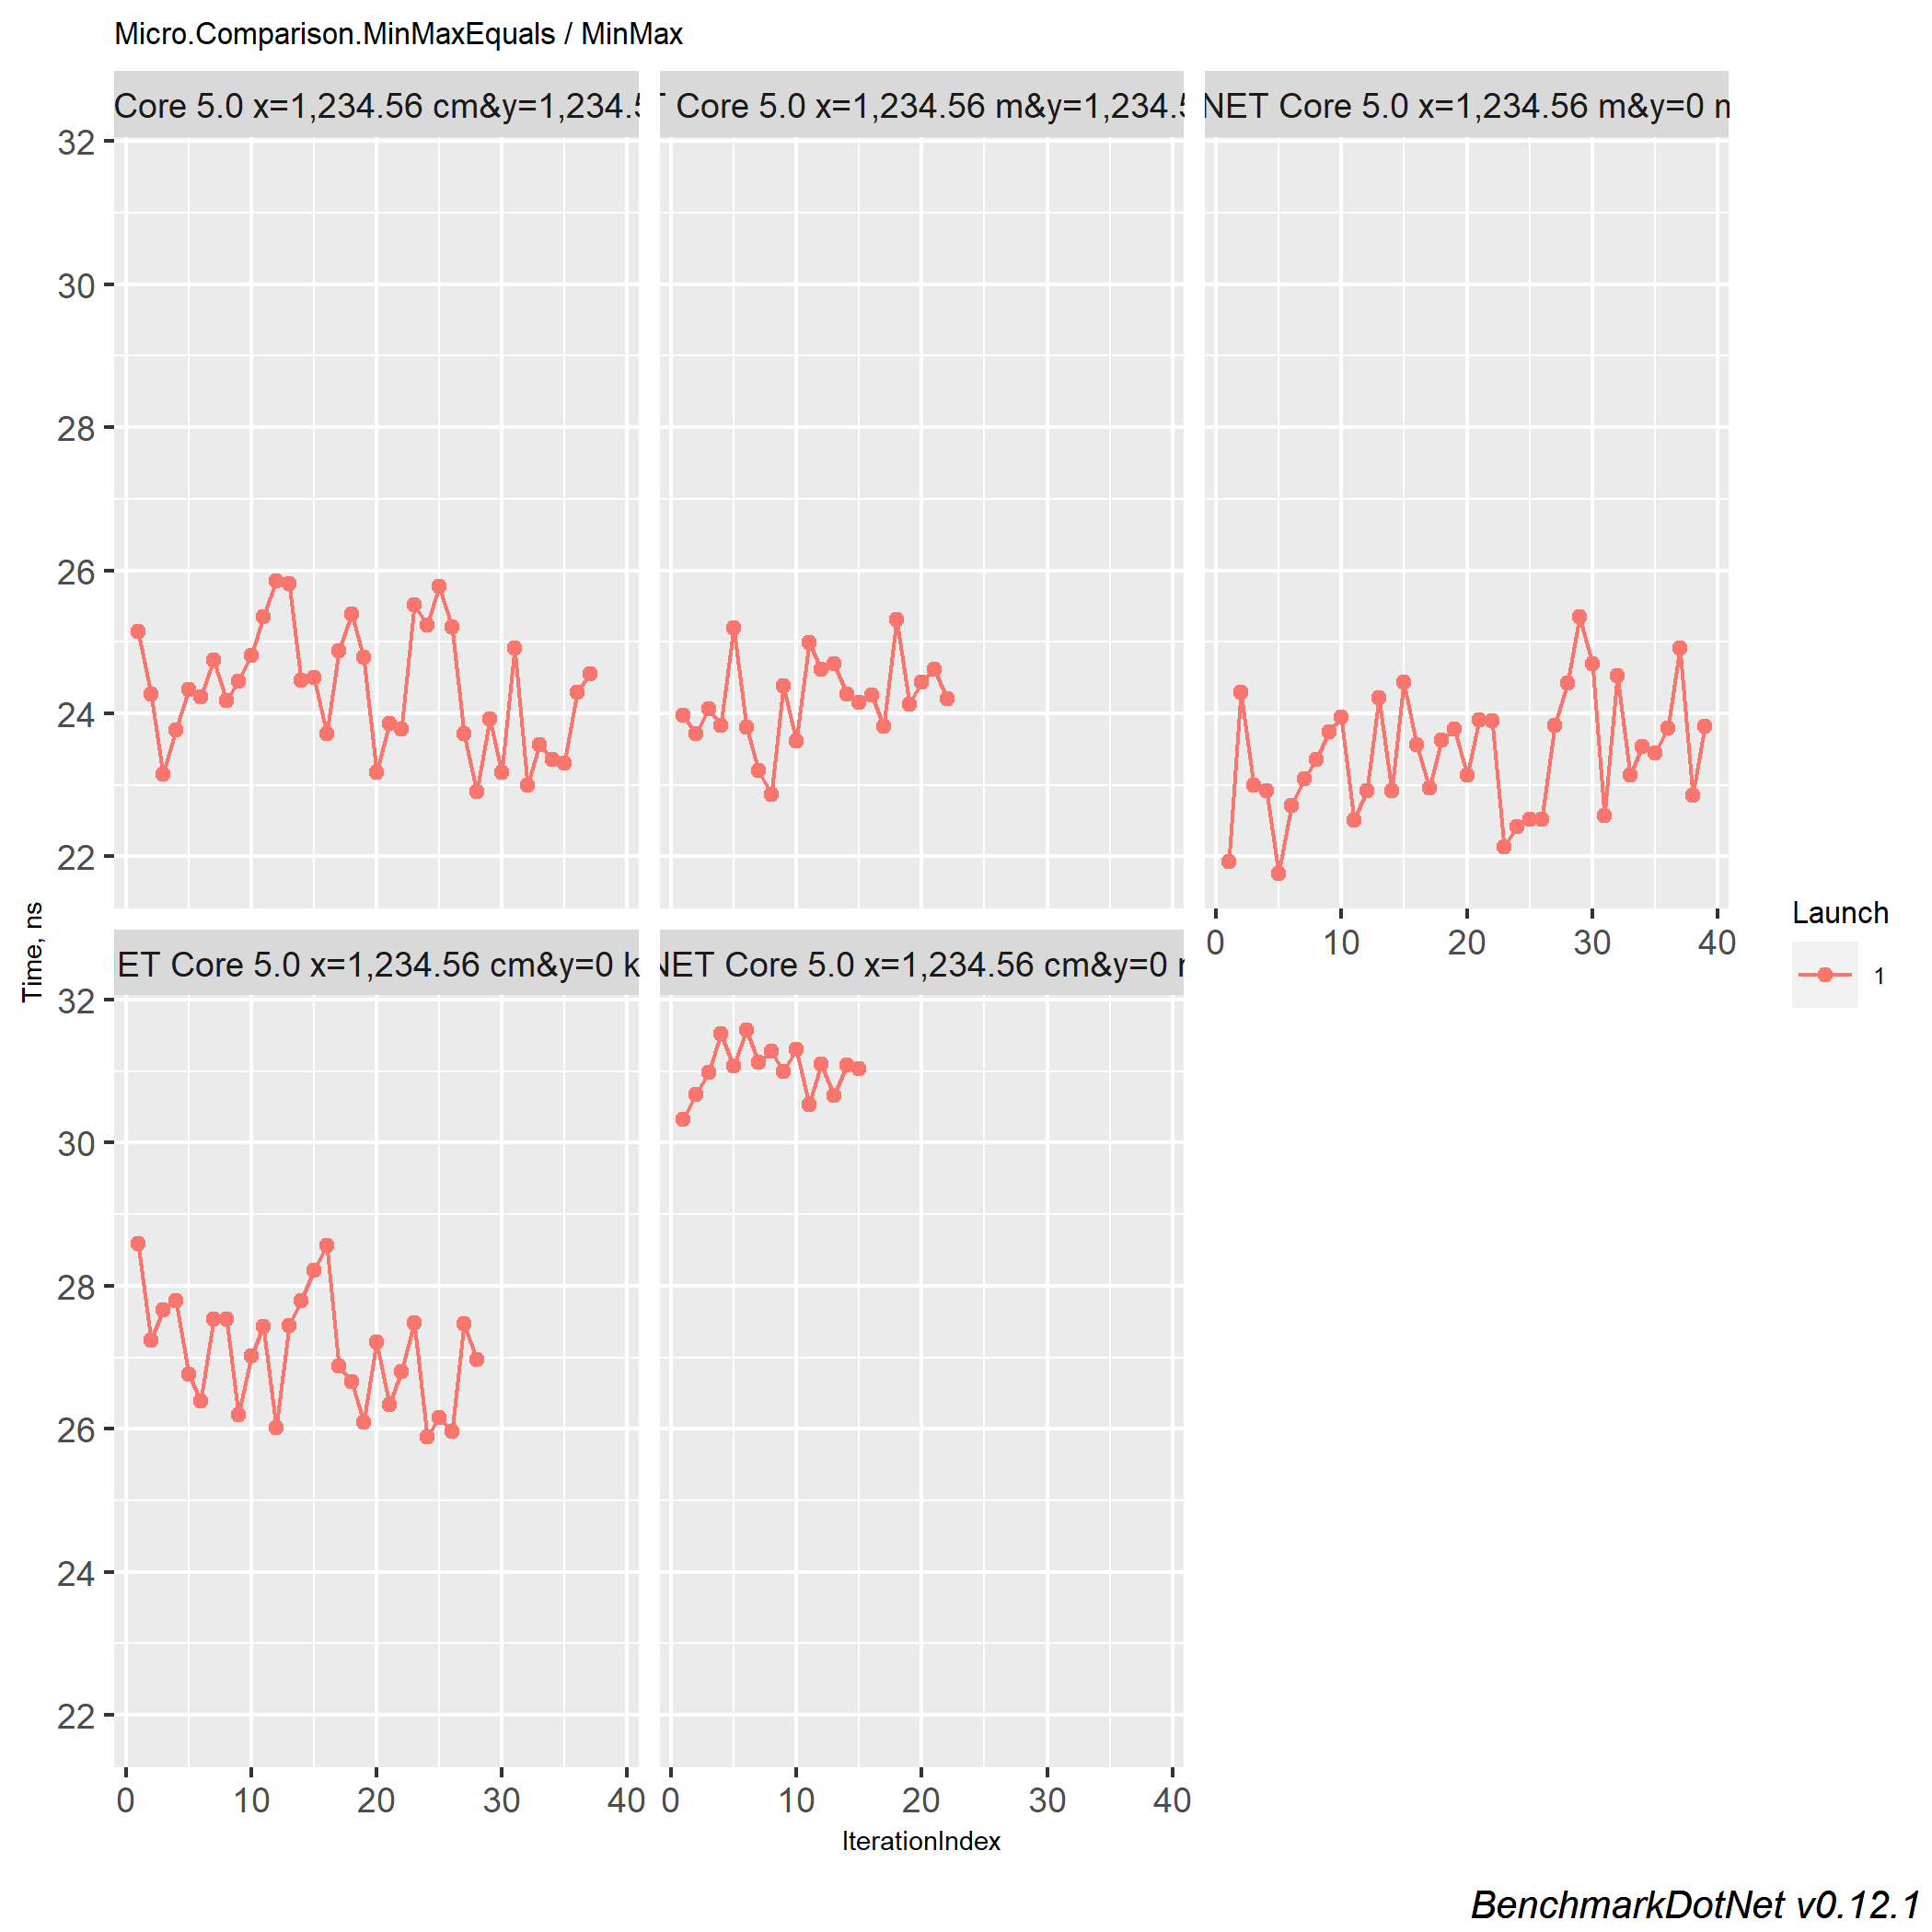 Micro.Comparison.MinMaxEquals / MinMax
Core 5.0 x=1,234.56 cm&y=1,234.5
Core 5.0 x=1,234.56 m&y=1,234.5
NET Core 5.0 x=1,234.56 m&y=0
32
30
28
26
24
22
0 10 20 30 40
Time, ns
ET Core 5.0 x=1,234.56 cm&y=0 k
NET Core 5.0 x=1,234.56 cm&y=0
32
30
28
26
24
22
0 10 20 30 40
0 10 20 30 40
IterationIndex
Launch
1
BenchmarkDotNet v0.12.1